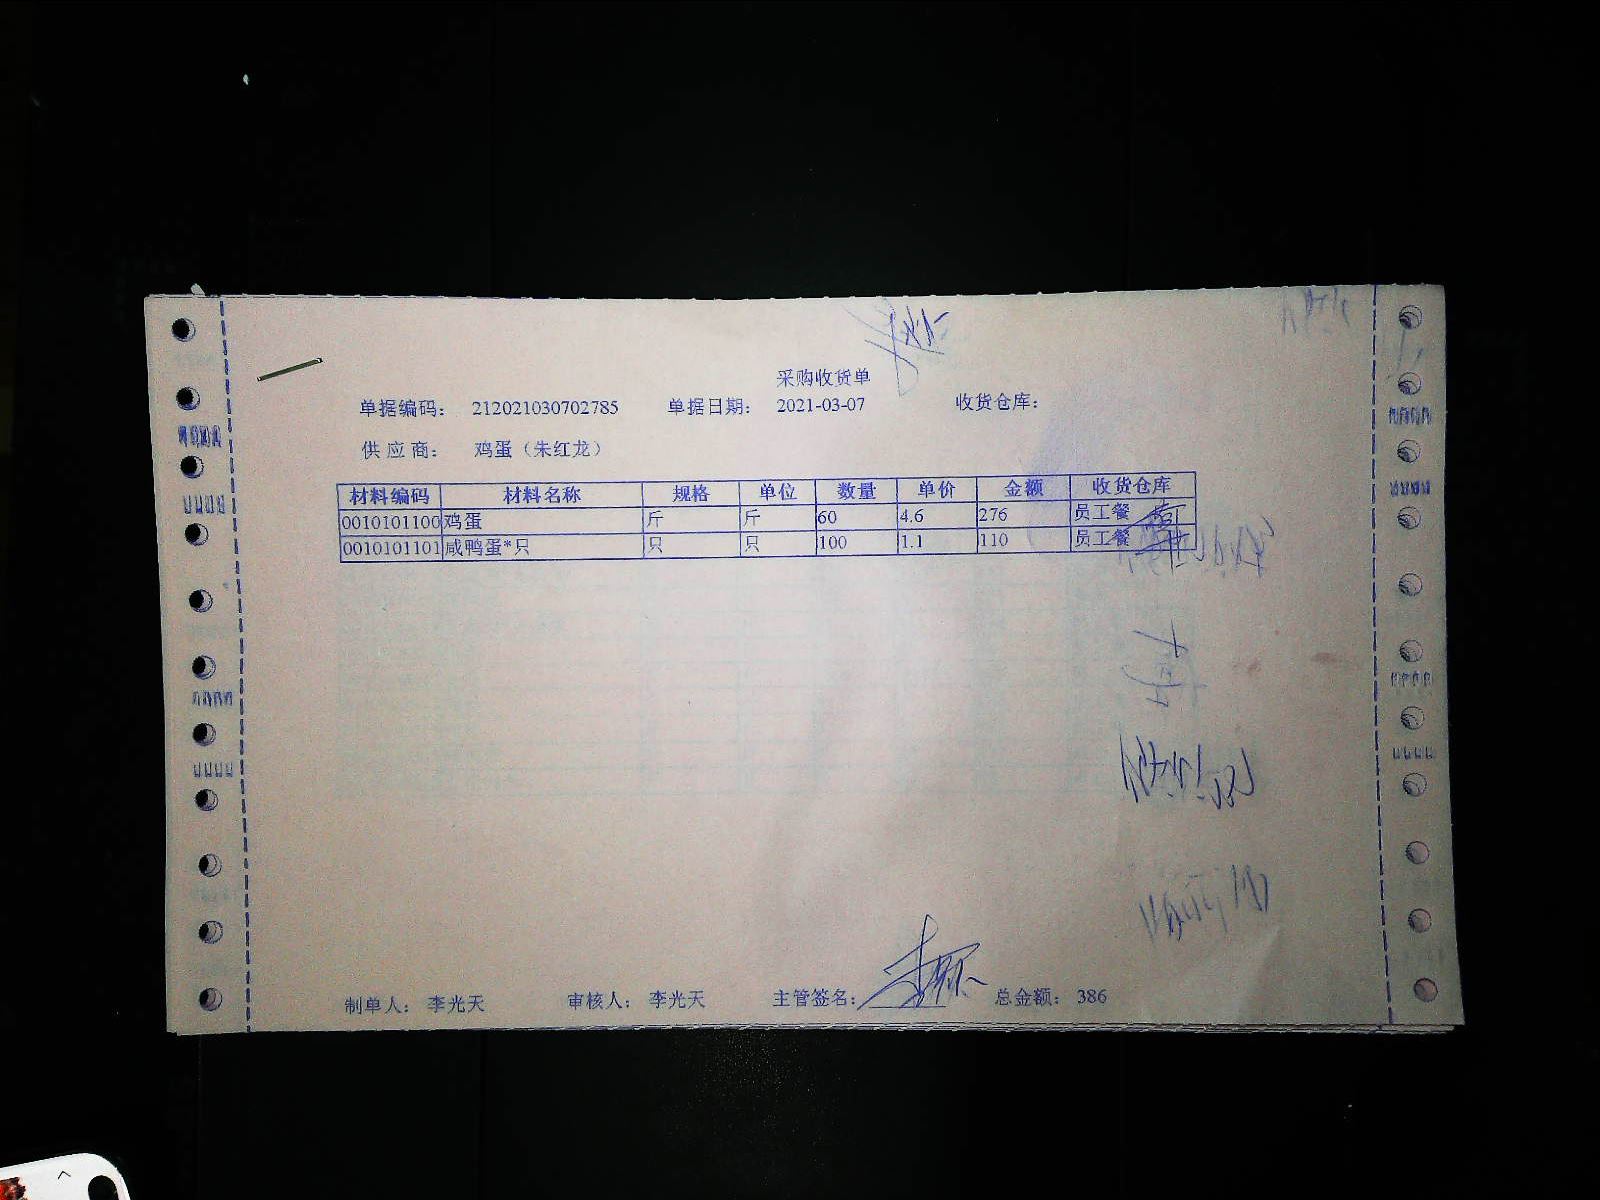 采购收货单
单据编码： 212021030702785 单据日期： 2021-03-07 收货仓库：
供 应 商： 鸡蛋（朱红龙）
材料编码 材料名称 规格 单位 数量 单价 金额 收货仓库
0010101100 鸡蛋 斤 斤 60 4.6 276 员工餐
0010101101 咸鸭蛋*只 只 只 100 1.1 110 员工餐
制单人： 李光天 审核人： 李光天 主管签名： 总金额： 386